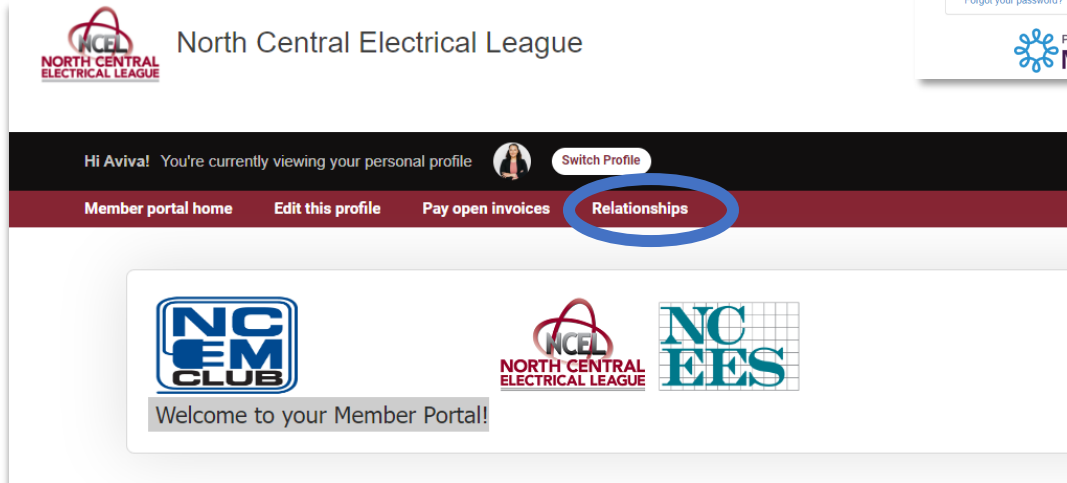 Forgot your password?
NCEL
NORTH CENTRAL
ELECTRICAL LEAGUE
North Central Electrical League
Hi Aviva! You're currently viewing your personal profile
Switch Profile
Member portal home Edit this profile Pay open invoices Relationships
NC
EM
CLUB
NCEL
NORTH CENTRAL
ELECTRICAL LEAGUE
NC
EES
Welcome to your Member Portal!